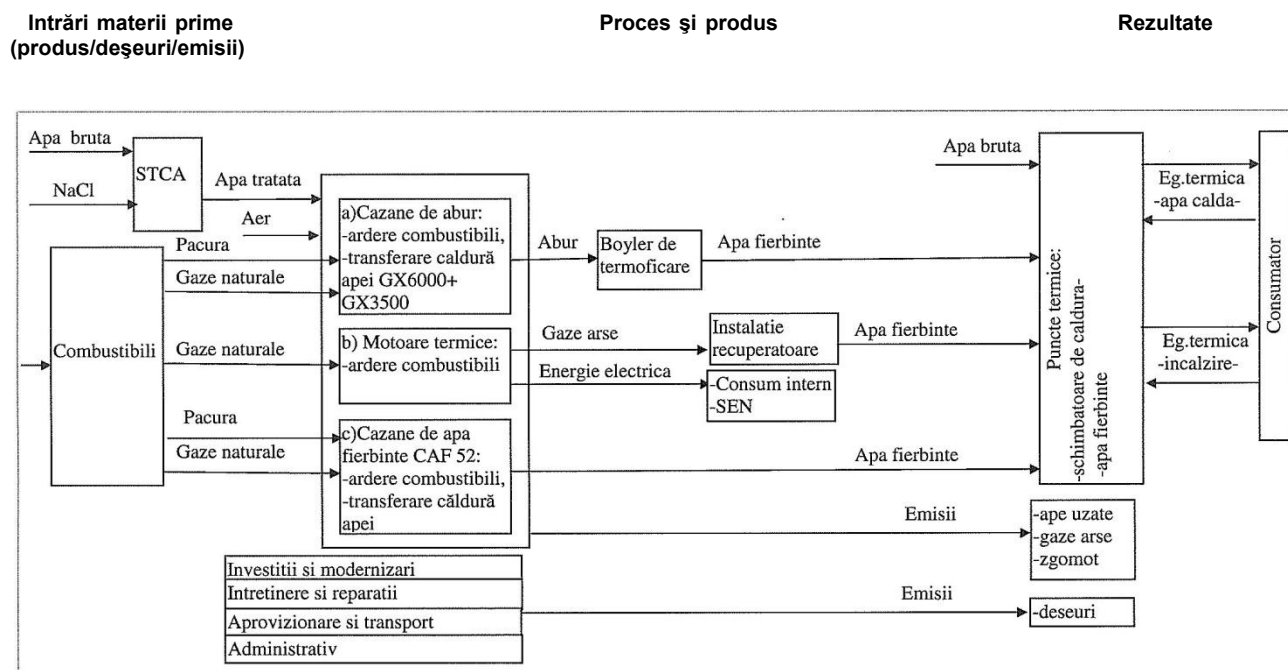 Intrări materii prime
(produs/deşeuri/emisii)
Proces şi produs
Rezultate
Apa bruta
NaCl
STCA
Apa tratata
Aer
Combustibili
Pacura
Gaze naturale
Gaze naturale
Pacura
Gaze naturale
a)Cazane de abur:
-ardere combustibili,
-transferare caldură
apei GX6000+
GX3500
b) Motoare termice:
-ardere combustibili
c)Cazane de apa
fierbinte CAF 52:
-ardere combustibili,
-transferare căldură
apei
Abur
Boyler de
termoficare
Apa fierbinte
Gaze arse
Instalatie
recuperatoare
Apa fierbinte
Energie electrica
-Consum intern
-SEN
Apa fierbinte
Apa bruta
Puncte termice:
-schimbatoare de caldura-
-apa fierbinte
Eg.termica
-apa calda-
Eg.termica
-incalzire-
Consumator
Emisii
-ape uzate
-gaze arse
-zgomot
Investitii si modernizari
Intretinere si reparatii
Aprovizionare si transport
Administrativ
Emisii
-deseuri